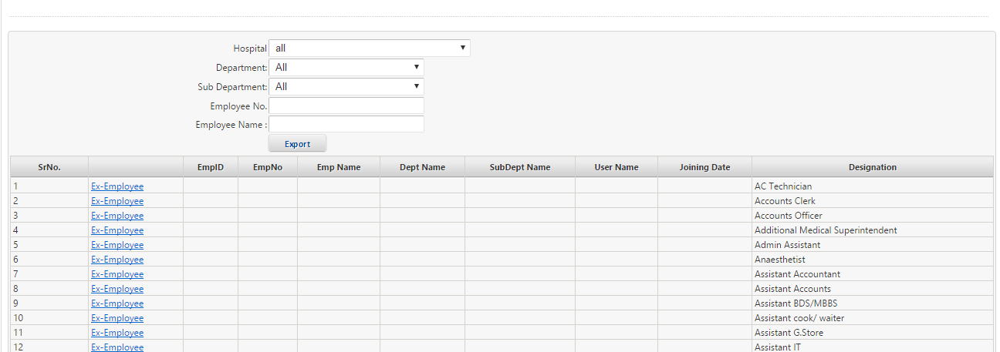 Hospital all
Department: All
Sub Department: All
Employee No.
Employee Name :
Export
SrNo. EmpID EmpNo Emp Name Dept Name SubDept Name User Name Joining Date Designation
1 Ex-Employee AC Technician
2 Ex-Employee Accounts Clerk
3 Ex-Employee Accounts Officer
4 Ex-Employee Additional Medical Superintendent
5 Ex-Employee Admin Assistant
6 Ex-Employee Anaesthetist
7 Ex-Employee Assistant Accountant
8 Ex-Employee Assistant Accounts
9 Ex-Employee Assistant BDS/MBBS
10 Ex-Employee Assistant cook/ waiter
11 Ex-Employee Assistant G.Store
12 Ex-Employee Assistant IT